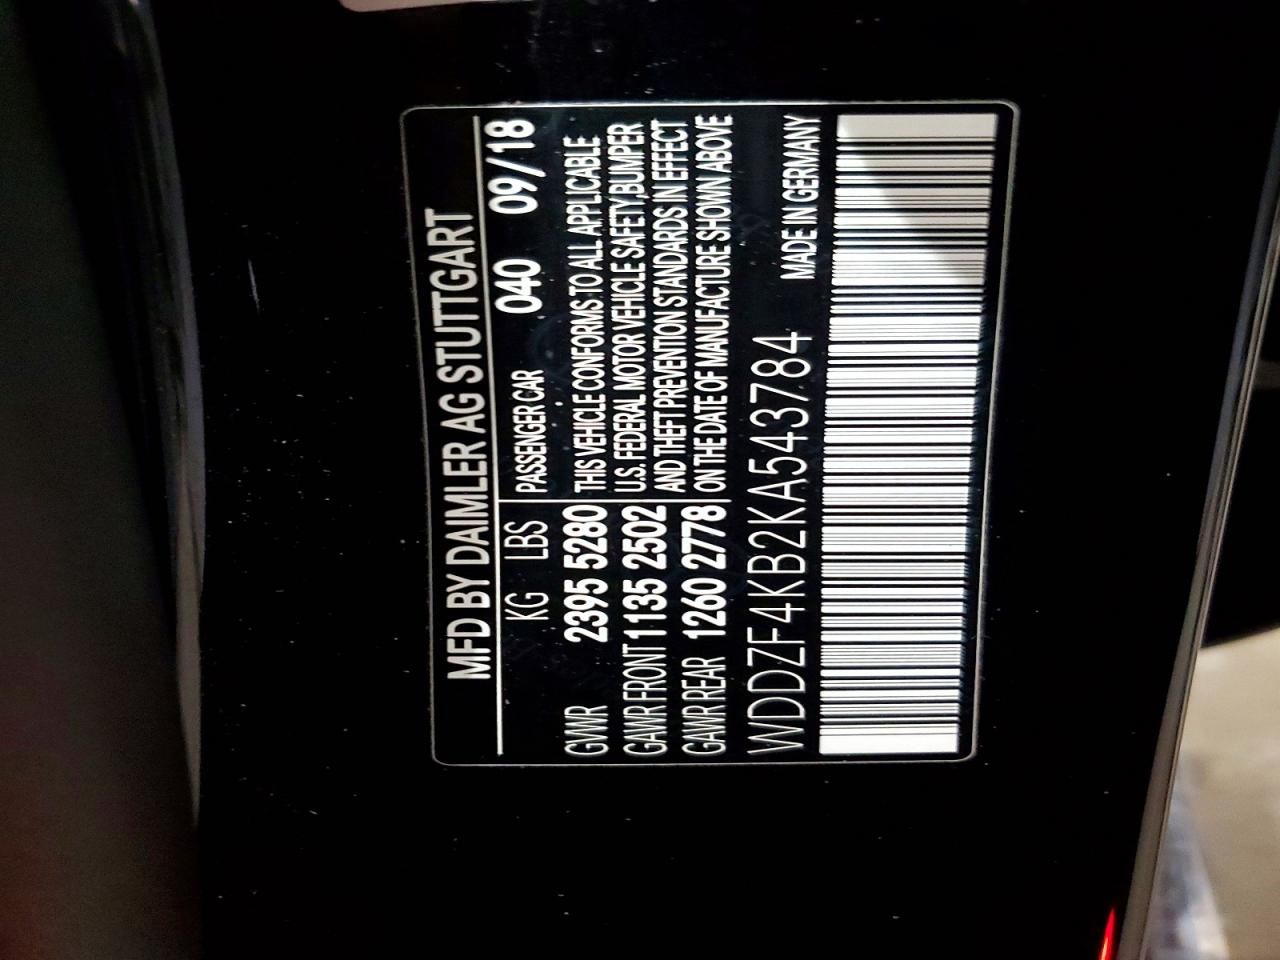 MFD BY DAIMLER AG STUTTGART
KG LBS PASSENGER CAR 040 09/18
GVWR 2395 5280 THIS VEHICLE CONFORMS TO ALL APPLICABLE
GAWR FRONT 1135 2502 U.S. FEDERAL MOTOR VEHICLE SAFETY,BUMPER
AND THEFT PREVENTION STANDARDS IN EFFECT
GAWR REAR 1260 2778 ON THE DATE OF MANUFACTURE SHOWN ABOVE
WDDZF4KB2KA543784 MADE IN GERMANY